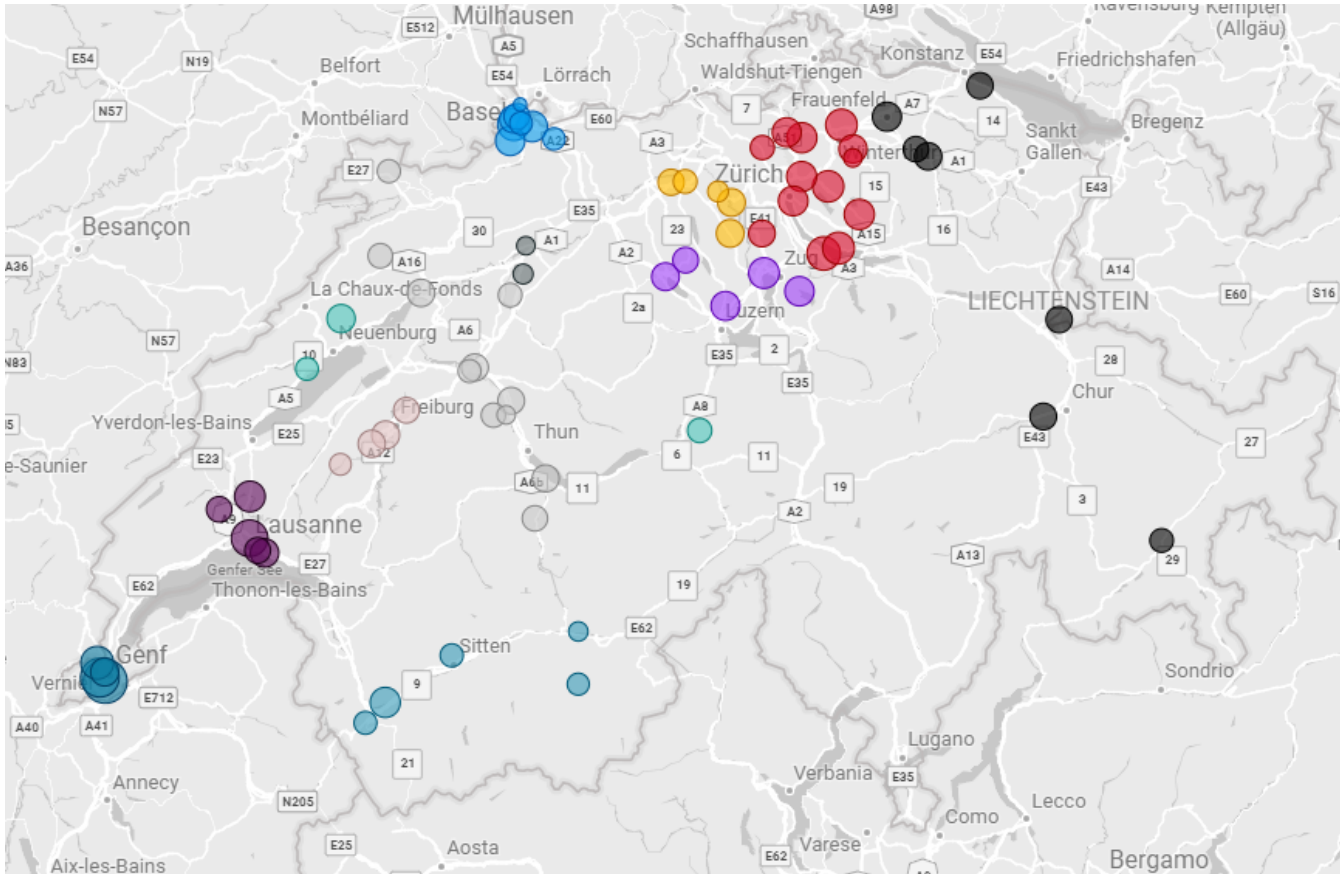 A98
Ravensburg
Kempten
(Allgäu)
Mülhausen
E512
A5
Schaffhausen
Konstanz
E54
Friedrichshafen
E54
N19
Belfort
E54
Lörrach
Waldshut-Tiengen
N57
Montbéliard
Basel
E60
7
Frauenfeld
A7
14
Bregenz
A22
A3
A51
Winterthur
A1
Sankt
Gallen
E27
Zürich
15
E43
Besançon
30
E35
23
E41
A15
16
A1
A36
A16
A2
Zug
A3
A14
La Chaux-de-Fonds
2a
Luzern
LIECHTENSTEIN
E60
S16
Neuenburg
A6
N57
10
E35
2
28
N83
E35
Chur
A5
Freiburg
A8
Yverdon-les-Bains
E25
Thun
E43
27
E23
A12
6
11
e-Saunier
A6b
11
19
3
A9
Lausanne
A2
Genfer See
E27
A13
29
E62
Thonon-les-Bains
19
Genf
Sitten
E62
Sondrio
9
E712
A40
A41
Lugano
21
Annecy
Verbania
E35
N205
Lecco
Como
E25
Aosta
E62
Varese
Bergamo
Aix-les-Bains